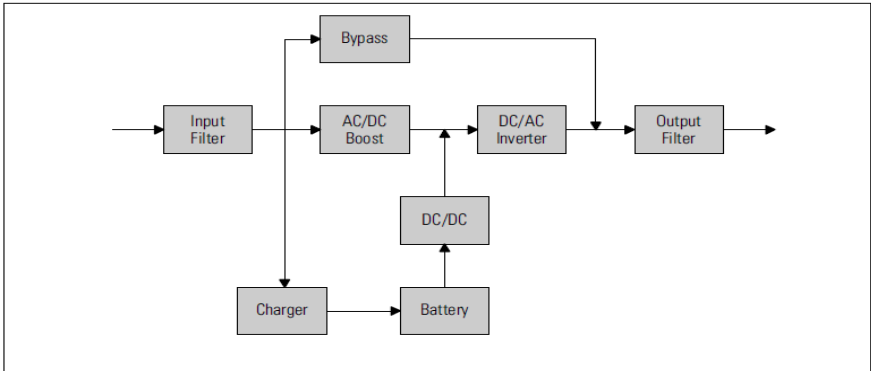 Bypass
Input
Filter
AC/DC
Boost
DC/AC
Inverter
Output
Filter
DC/DC
Charger
Battery